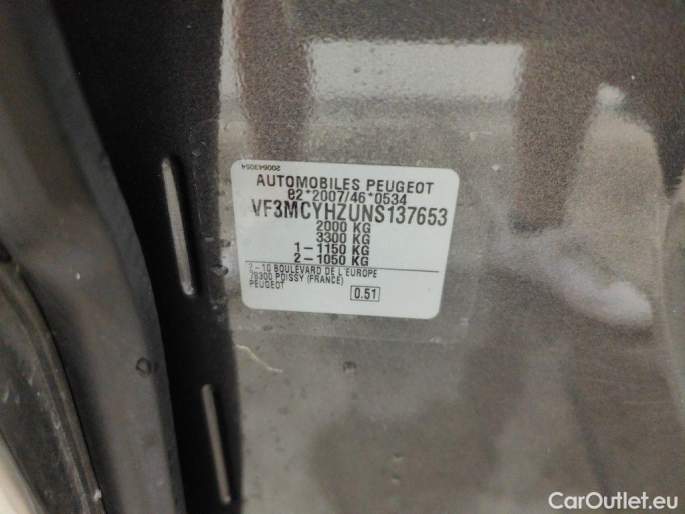 200643054
AUTOMOBILES PEUGEOT
e2*2007/46*0534
VF3MCYHZUNS137653
2000 KG
3300 KG
1-1150 KG
2-1050 KG
2-10 BOULEVARD DE L'EUROPE
78300 POISSY (FRANCE)
PEUGEOT
0.51
CarOutlet.eu